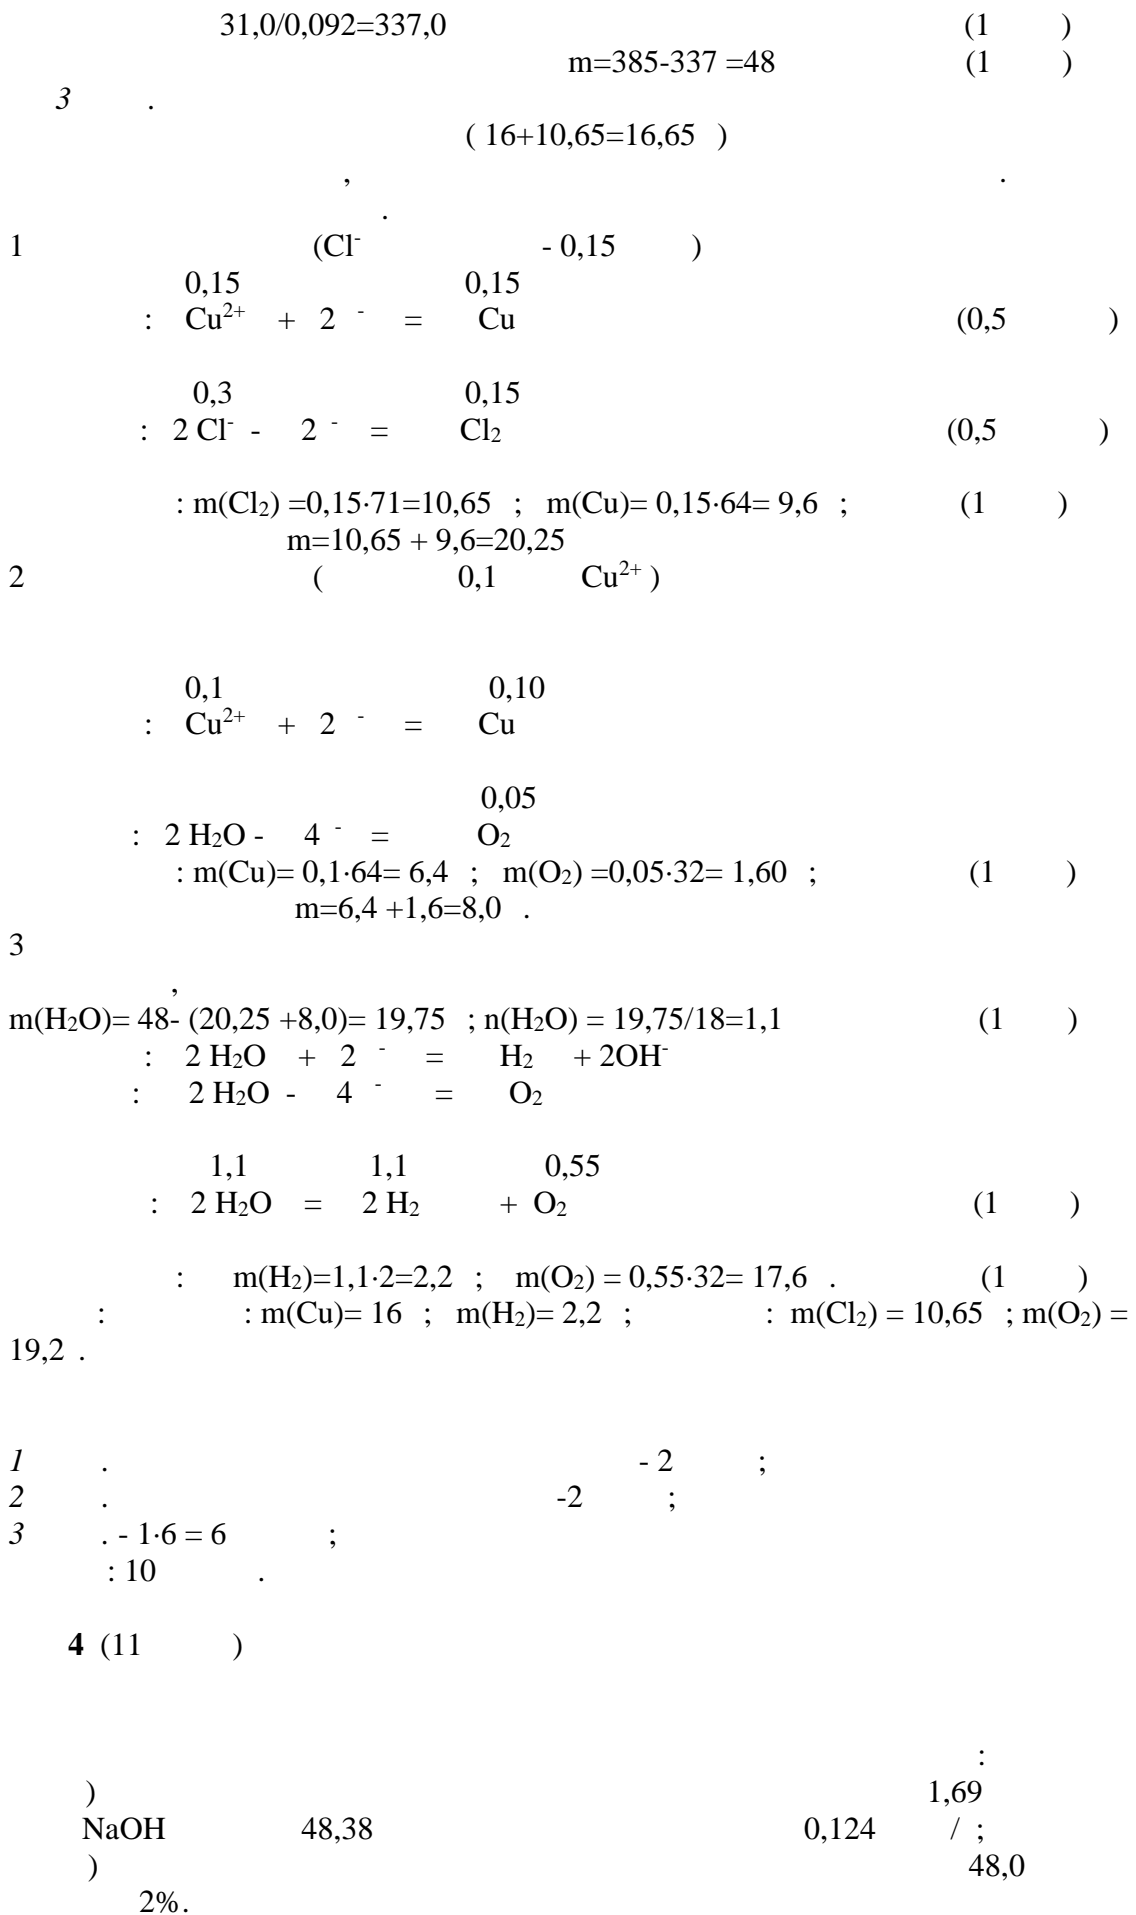 31,0/0,092=337,0 (1 )
m=385-337 =48 (1 )
3 .
( 16+10,65=16,65 )
, .
.
1 (Cl⁻ - 0,15 )
0,15 0,15
: Cu²⁺ + 2 ⁻ = Cu (0,5 )
0,3 0,15
: 2 Cl⁻ - 2 ⁻ = Cl₂ (0,5 )
: m(Cl₂) =0,15·71=10,65 ; m(Cu)= 0,15·64= 9,6 ; (1 )
m=10,65 + 9,6=20,25
2 ( 0,1 Cu²⁺ )
0,1 0,10
: Cu²⁺ + 2 ⁻ = Cu
0,05
: 2 H₂O - 4 ⁻ = O₂
: m(Cu)= 0,1·64= 6,4 ; m(O₂) =0,05·32= 1,60 ; (1 )
m=6,4 +1,6=8,0 .
3
,
m(H₂O)= 48- (20,25 +8,0)= 19,75 ; n(H₂O) = 19,75/18=1,1 (1 )
: 2 H₂O + 2 ⁻ = H₂ + 2OH⁻
: 2 H₂O - 4 ⁻ = O₂
1,1 1,1 0,55
: 2 H₂O = 2 H₂ + O₂ (1 )
: m(H₂)=1,1·2=2,2 ; m(O₂) = 0,55·32= 17,6 . (1 )
: : m(Cu)= 16 ; m(H₂)= 2,2 ; : m(Cl₂) = 10,65 ; m(O₂) =
19,2 .
1 . - 2 ;
2 . -2 ;
3 . - 1·6 = 6 ;
: 10 .
4 (11 )
:
) 1,69
NaOH 48,38 0,124 / ;
) 48,0
2%.